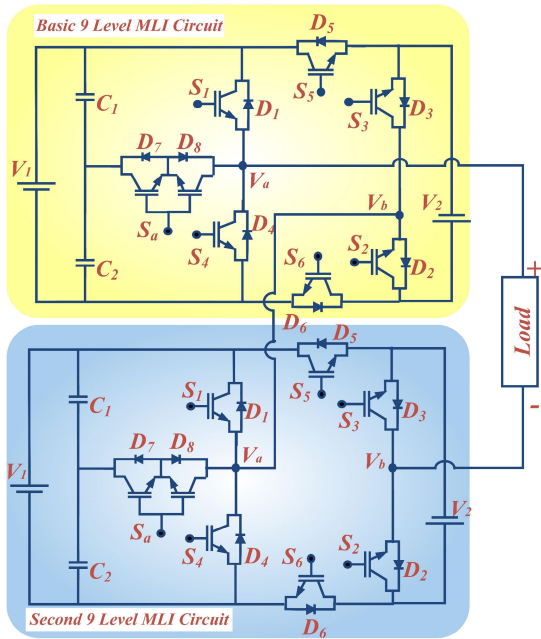 Basic 9 Level MLI Circuit
D5
S1
D1
S5
S3
D3
C1
D7 D8
V1
Va
Vb
V2
Sa
S4
D4
S6
S2
D2
C2
D6
+
Load
-
D5
S1
D1
S5
S3
D3
C1
D7 D8
V1
Va
Vb
V2
Sa
S4
D4
S6
S2
D2
C2
D6
Second 9 Level MLI Circuit